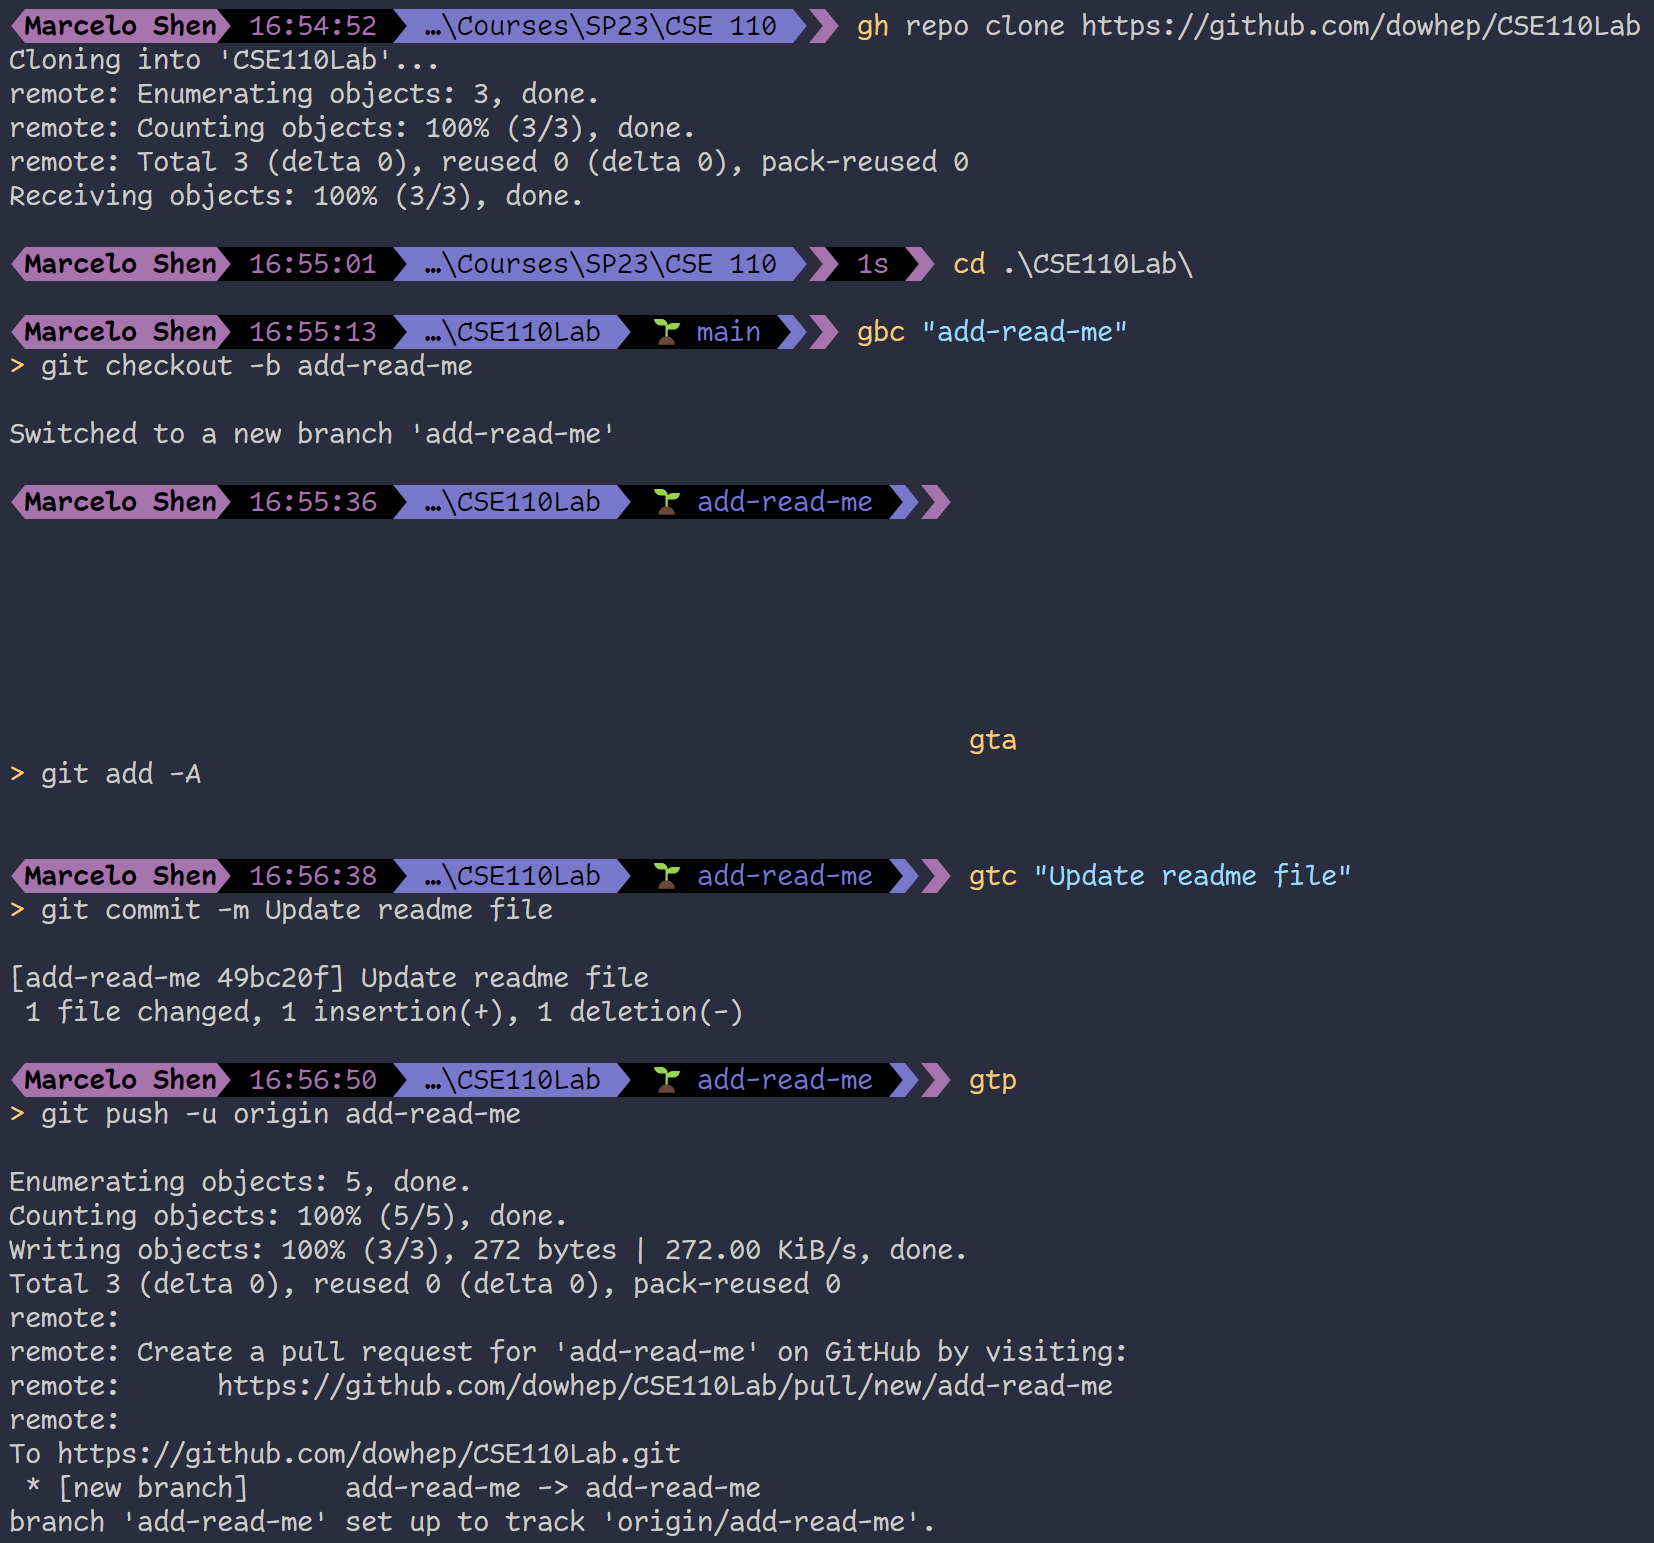 Marcelo Shen 16:54:52 …\Courses\SP23\CSE 110 gh repo clone https://github.com/dowhep/CSE110Lab
Cloning into 'CSE110Lab'...
remote: Enumerating objects: 3, done.
remote: Counting objects: 100% (3/3), done.
remote: Total 3 (delta 0), reused 0 (delta 0), pack-reused 0
Receiving objects: 100% (3/3), done.
Marcelo Shen 16:55:01 …\Courses\SP23\CSE 110 1s cd .\CSE110Lab\
Marcelo Shen 16:55:13 …\CSE110Lab main gbc "add-read-me"
> git checkout -b add-read-me
Switched to a new branch 'add-read-me'
Marcelo Shen 16:55:36 …\CSE110Lab add-read-me
gta
> git add -A
Marcelo Shen 16:56:38 …\CSE110Lab add-read-me gtc "Update readme file"
> git commit -m Update readme file
[add-read-me 49bc20f] Update readme file
1 file changed, 1 insertion(+), 1 deletion(-)
Marcelo Shen 16:56:50 …\CSE110Lab add-read-me gtp
> git push -u origin add-read-me
Enumerating objects: 5, done.
Counting objects: 100% (5/5), done.
Writing objects: 100% (3/3), 272 bytes | 272.00 KiB/s, done.
Total 3 (delta 0), reused 0 (delta 0), pack-reused 0
remote:
remote: Create a pull request for 'add-read-me' on GitHub by visiting:
remote: https://github.com/dowhep/CSE110Lab/pull/new/add-read-me
remote:
To https://github.com/dowhep/CSE110Lab.git
* [new branch] add-read-me -> add-read-me
branch 'add-read-me' set up to track 'origin/add-read-me'.